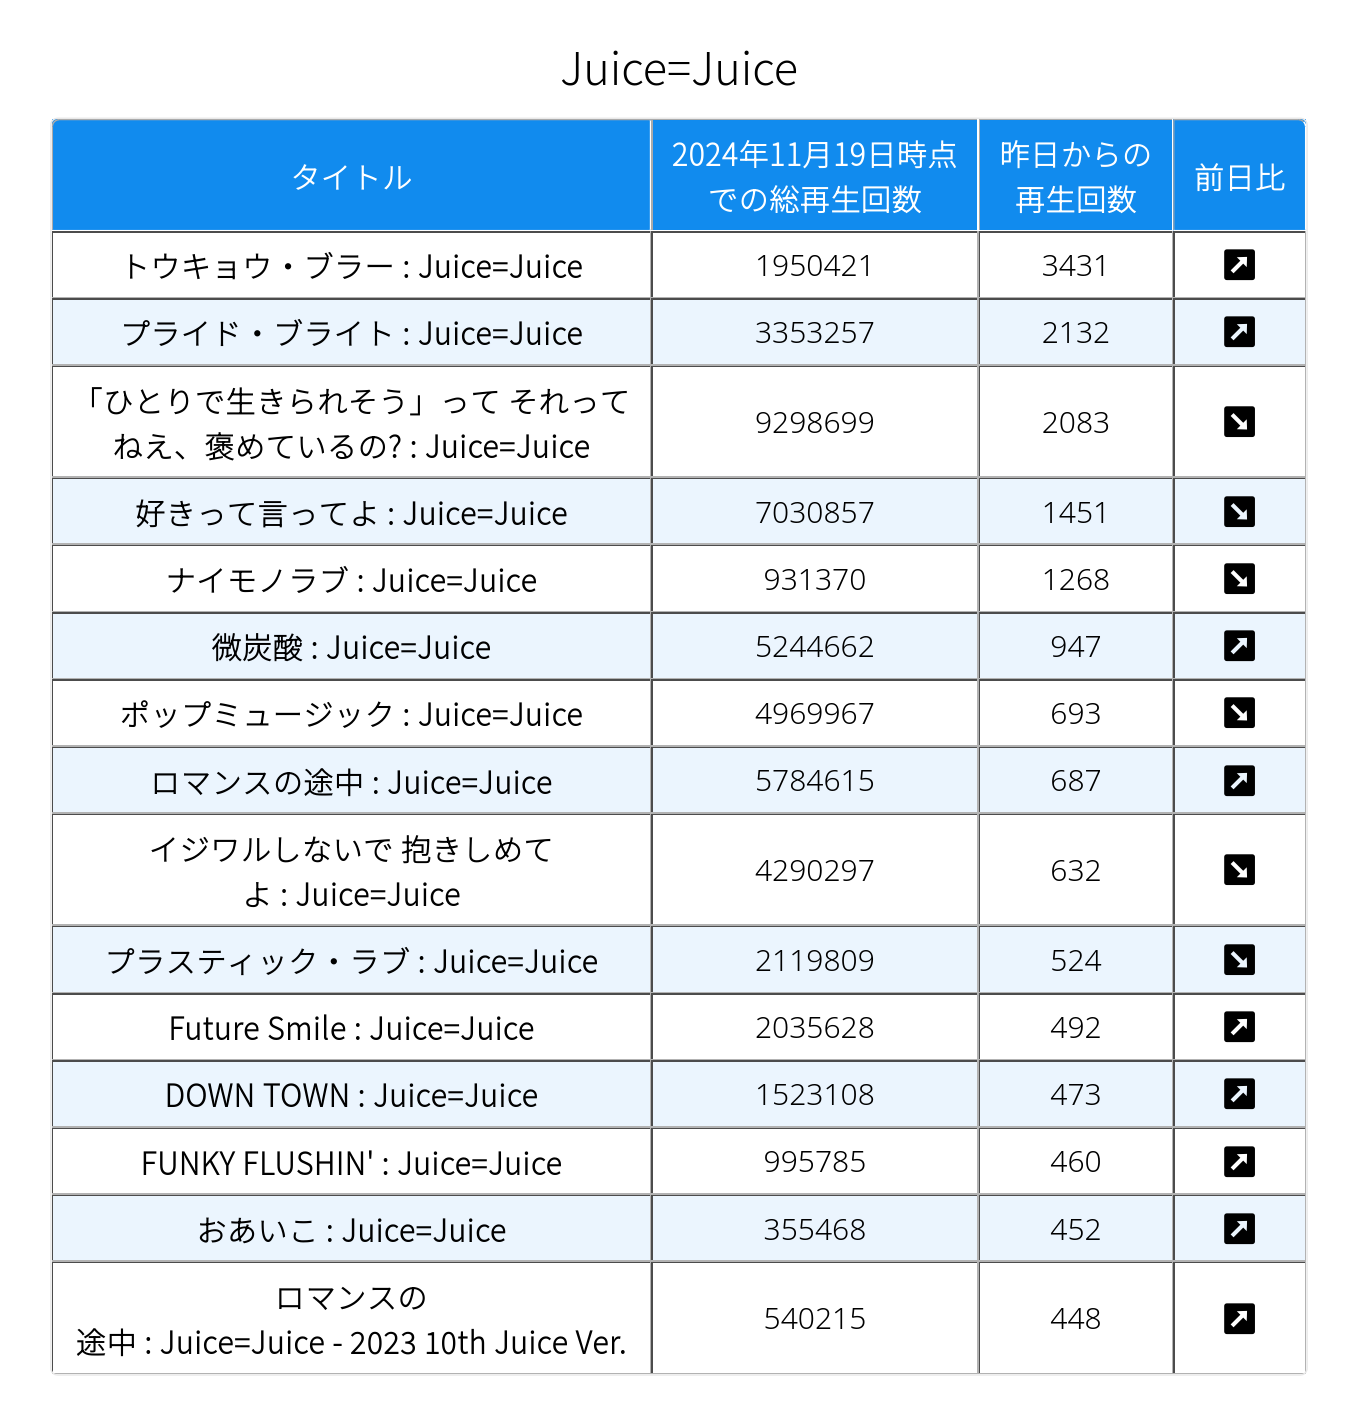 Juice=Juice
タイトル
2024年11月19日時点
での総再生回数
昨日からの
再生回数
前日比
トウキョウ・ブラー : Juice=Juice
1950421
3431
プライド・ブライト : Juice=Juice
3353257
2132
「ひとりで生きられそう」って それって
ねえ、褒めているの? : Juice=Juice
9298699
2083
好きって言ってよ : Juice=Juice
7030857
1451
ナイモノラブ : Juice=Juice
931370
1268
微炭酸 : Juice=Juice
5244662
947
ポップミュージック : Juice=Juice
4969967
693
ロマンスの途中 : Juice=Juice
5784615
687
イジワルしないで 抱きしめて
よ : Juice=Juice
4290297
632
プラスティック・ラブ : Juice=Juice
2119809
524
Future Smile : Juice=Juice
2035628
492
DOWN TOWN : Juice=Juice
1523108
473
FUNKY FLUSHIN' : Juice=Juice
995785
460
おあいこ : Juice=Juice
355468
452
ロマンスの
途中 : Juice=Juice - 2023 10th Juice Ver.
540215
448